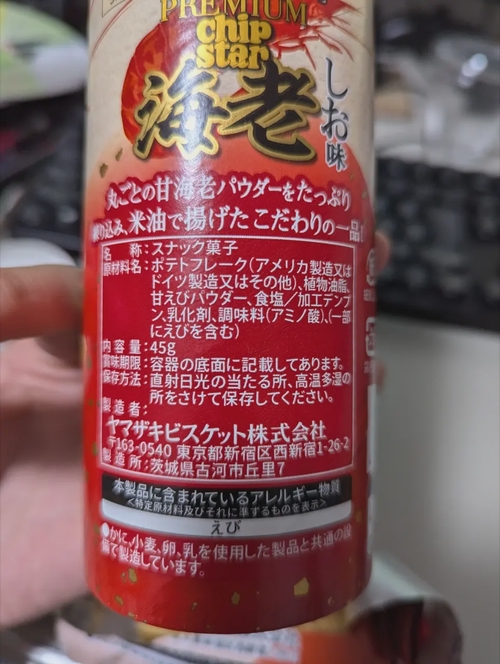 PREMIUM
chip
star
海老
しお味
丸ごとの甘海老パウダーをたっぷり
練り込み、米油で揚げたこだわりの一品!
名称:スナック菓子
原材料名:ポテトフレーク(アメリカ製造又は
ドイツ製造又はその他)、植物油脂、
甘えびパウダー、食塩/加工デンプ
ン、乳化剤、調味料(アミノ酸)、(一部
にえびを含む)
内容量:45g
賞味期限:容器の底面に記載してあります。
保存方法:直射日光の当たる所、高温多湿の
所をさけて保存してください。
製造者:
ヤマザキビスケット株式会社
〒163-0540 東京都新宿区西新宿1-26-2
製造所:茨城県古河市丘里7
本製品に含まれているアレルギー物質
<特定原材料及びそれに準ずるものを表示>
えび
●かに、小麦、卵、乳を使用した製品と共通の設
備で製造しています。